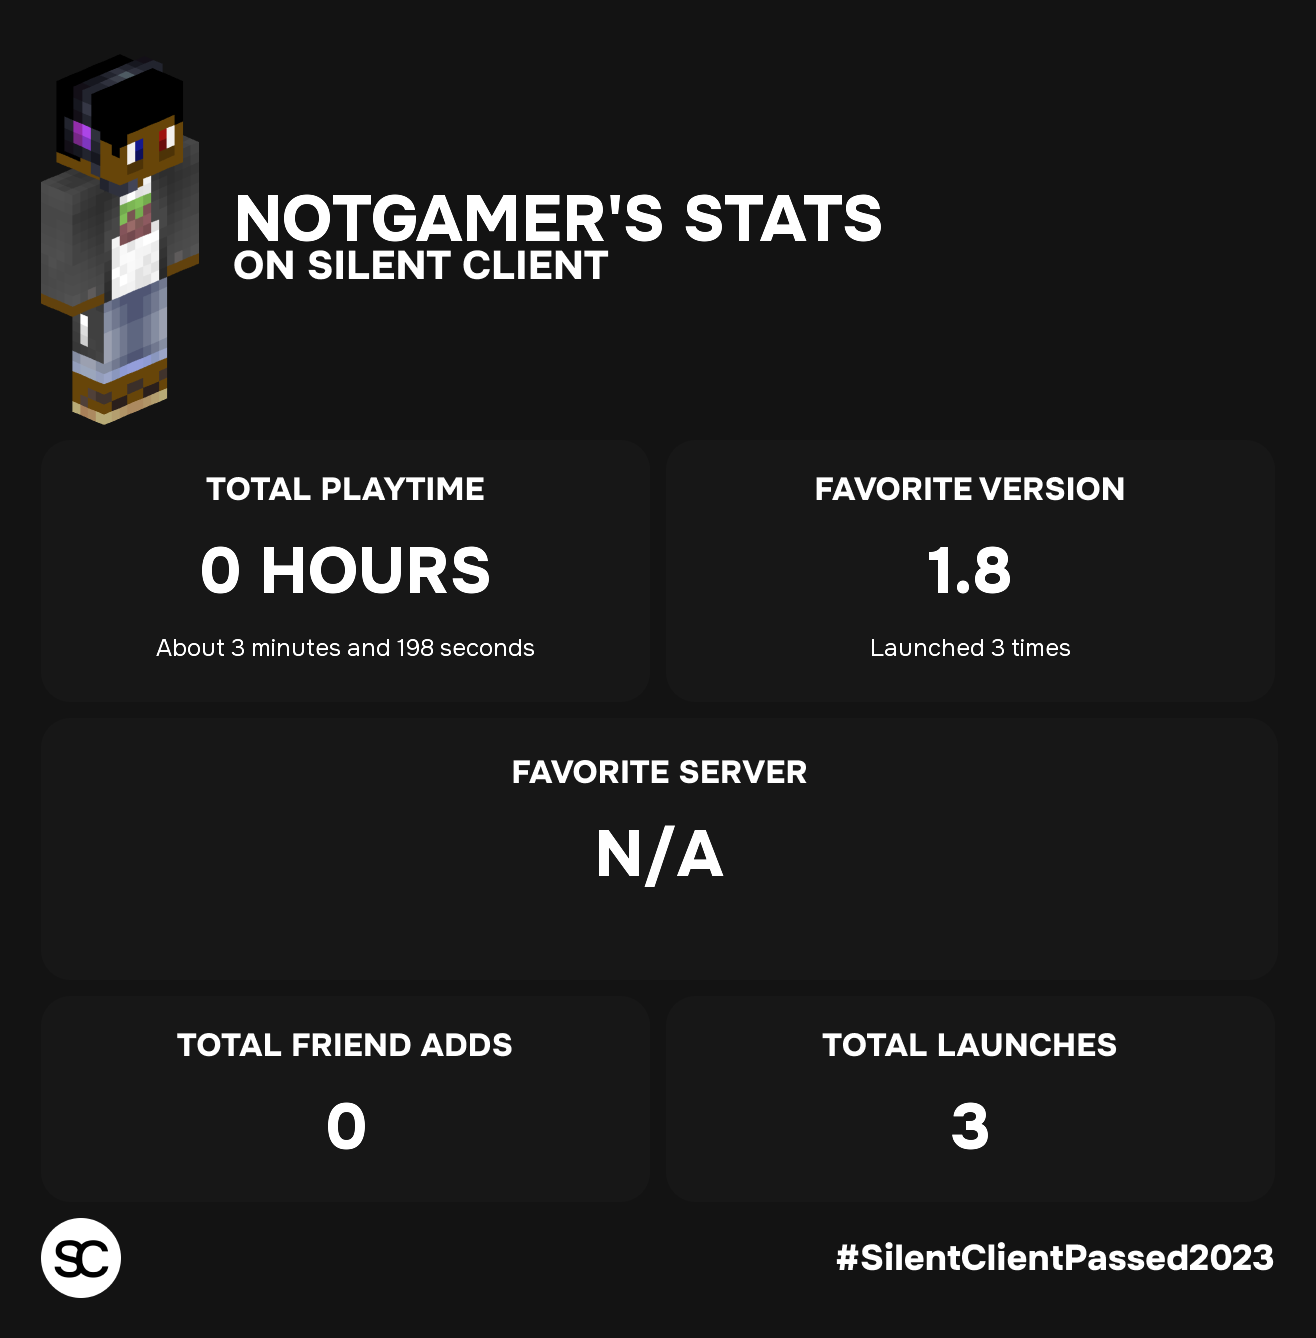 NOTGAMER'S STATS
ON SILENT CLIENT
TOTAL PLAYTIME
0 HOURS
About 3 minutes and 198 seconds
FAVORITE VERSION
1.8
Launched 3 times
FAVORITE SERVER
N/A
TOTAL FRIEND ADDS
0
TOTAL LAUNCHES
3
SC
#SilentClientPassed2023